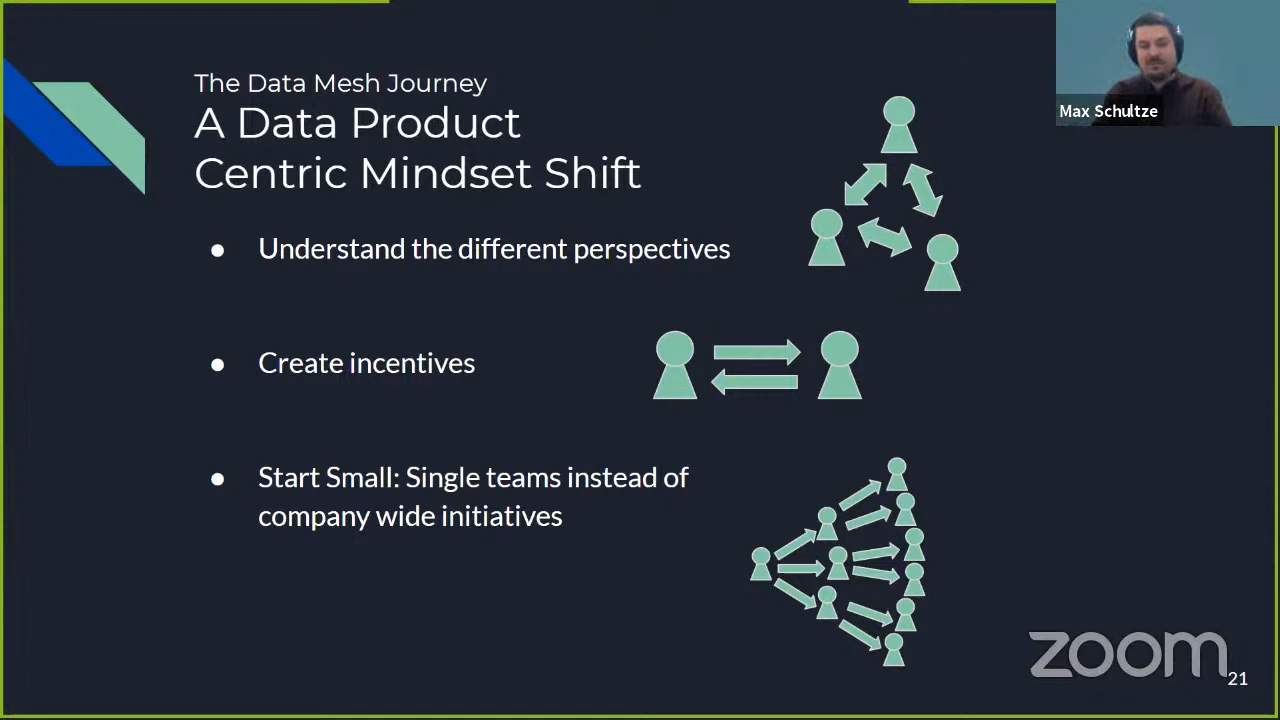 The Data Mesh Journey
A Data Product
Centric Mindset Shift
Max Schultze
● Understand the different perspectives
● Create incentives
● Start Small: Single teams instead of
company wide initiatives
zoom
21